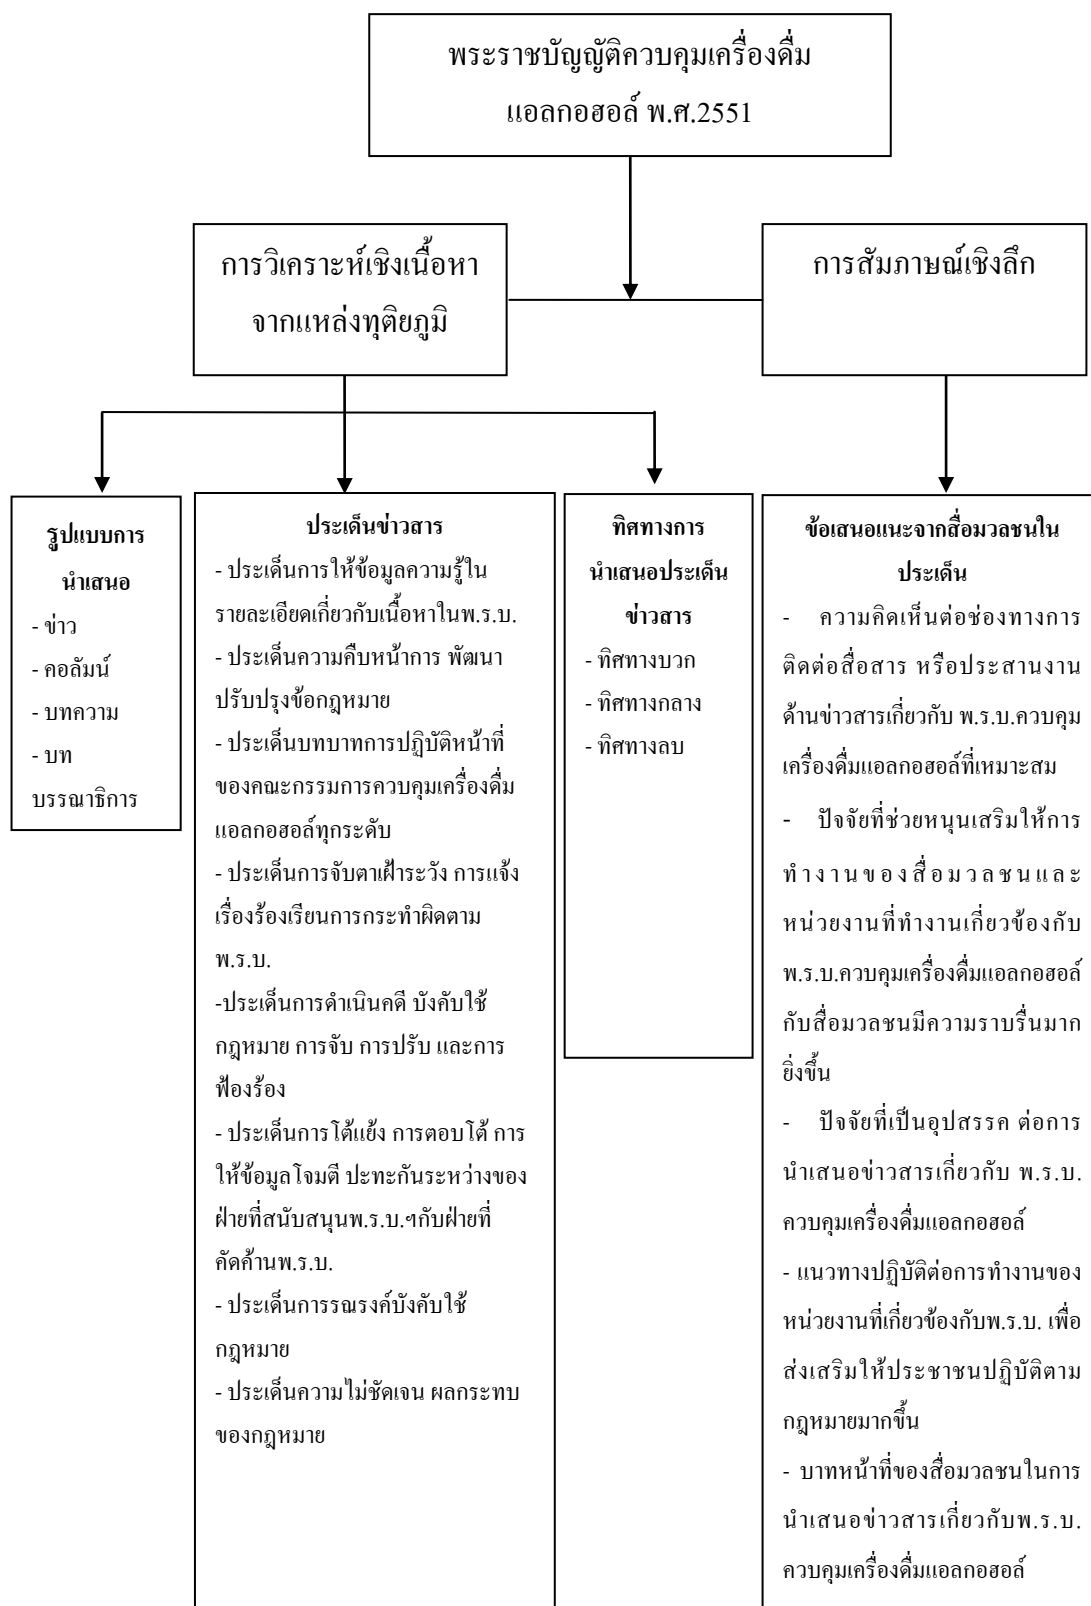 พระราชบัญญัติควบคุมเครื่องดื่ม
แอลกอฮอล์ พ.ศ.2551
การวิเคราะห์เชิงเนื้อหา
จากแหล่งทุติยภูมิ
การสัมภาษณ์เชิงลึก
รูปแบบการ
นำเสนอ
- ข่าว
- คอลัมน์
- บทความ
- บท
บรรณาธิการ
ประเด็นข่าวสาร
- ประเด็นการให้ข้อมูลความรู้ใน
รายละเอียดเกี่ยวกับเนื้อหาในพ.ร.บ.
- ประเด็นความคืบหน้าการ พัฒนา
ปรับปรุงข้อกฎหมาย
- ประเด็นบทบาทการปฏิบัติหน้าที่
ของคณะกรรมการควบคุมเครื่องดื่ม
แอลกอฮอล์ทุกระดับ
- ประเด็นการจับตาเฝ้าระวัง การแจ้ง
เรื่องร้องเรียนการกระทำผิดตาม
พ.ร.บ.
-ประเด็นการดำเนินคดี บังคับใช้
กฎหมาย การจับ การปรับ และการ
ฟ้องร้อง
- ประเด็นการโต้แย้ง การตอบโต้ การ
ให้ข้อมูลโจมตี ปะทะกันระหว่างของ
ฝ่ายที่สนับสนุนพ.ร.บ.ฯกับฝ่ายที่
คัดค้านพ.ร.บ.
- ประเด็นการรณรงค์บังคับใช้
กฎหมาย
- ประเด็นความไม่ชัดเจน ผลกระทบ
ของกฎหมาย
ทิศทางการ
นำเสนอประเด็น
ข่าวสาร
- ทิศทางบวก
- ทิศทางกลาง
- ทิศทางลบ
ข้อเสนอแนะจากสื่อมวลชนใน
ประเด็น
- ความคิดเห็นต่อช่องทางการ
ติดต่อสื่อสาร หรือประสานงาน
ด้านข่าวสารเกี่ยวกับ พ.ร.บ.ควบคุม
เครื่องดื่มแอลกอฮอล์ที่เหมาะสม
- ปัจจัยที่ช่วยหนุนเสริมให้การ
ทำงานของสื่อมวลชนและ
หน่วยงานที่ทำงานเกี่ยวข้องกับ
พ.ร.บ.ควบคุมเครื่องดื่มแอลกอฮอล์
กับสื่อมวลชนมีความราบรื่นมาก
ยิ่งขึ้น
- ปัจจัยที่เป็นอุปสรรค ต่อการ
นำเสนอข่าวสารเกี่ยวกับ พ.ร.บ.
ควบคุมเครื่องดื่มแอลกอฮอล์
- แนวทางปฏิบัติต่อการทำงานของ
หน่วยงานที่เกี่ยวข้องกับพ.ร.บ. เพื่อ
ส่งเสริมให้ประชาชนปฏิบัติตาม
กฎหมายมากขึ้น
- บาทหน้าที่ของสื่อมวลชนในการ
นำเสนอข่าวสารเกี่ยวกับพ.ร.บ.
ควบคุมเครื่องดื่มแอลกอฮอล์